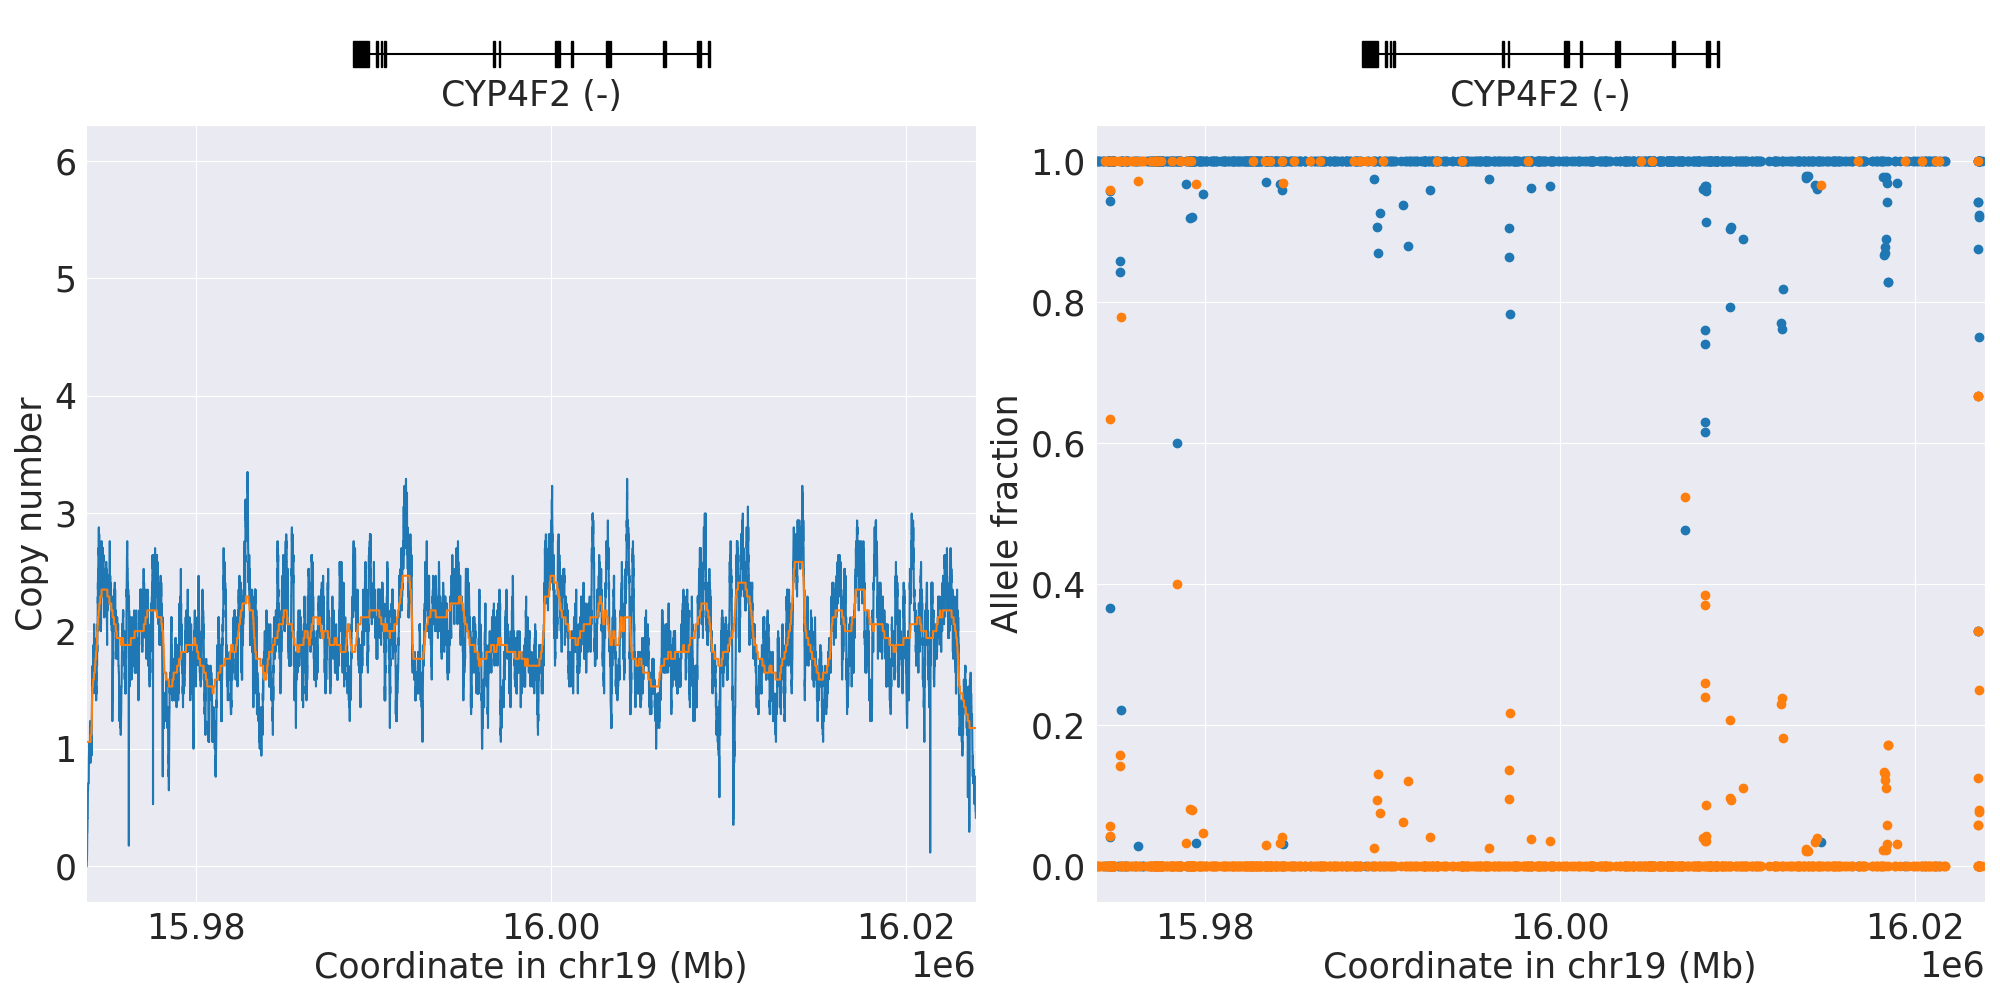 CYP4F2 (-)
Copy number
6
5
4
3
2
1
0
15.98
16.00
16.02
1e6
Coordinate in chr19 (Mb)
CYP4F2 (-)
Allele fraction
1.0
0.8
0.6
0.4
0.2
0.0
15.98
16.00
16.02
1e6
Coordinate in chr19 (Mb)